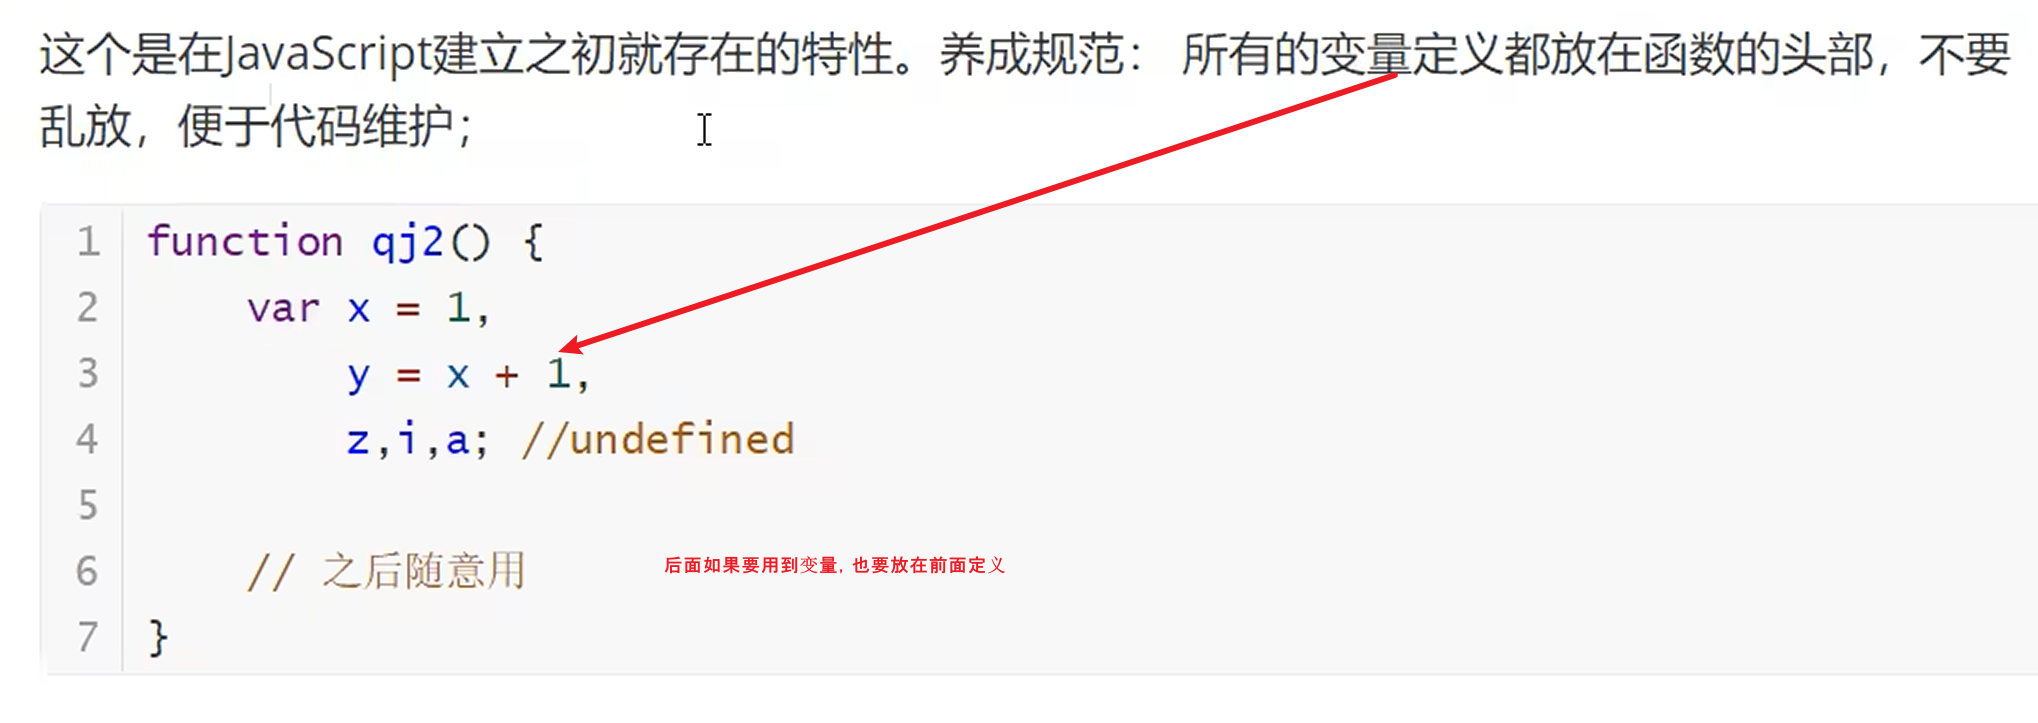 这个是在JavaScript建立之初就存在的特性。养成规范： 所有的变量定义都放在函数的头部，不要
乱放，便于代码维护；
1 function qj2() {
2 var x = 1,
3 y = x + 1,
4 z,i,a; //undefined
5
6 // 之后随意用 后面如果要用到变量, 也要放在前面定义
7 }